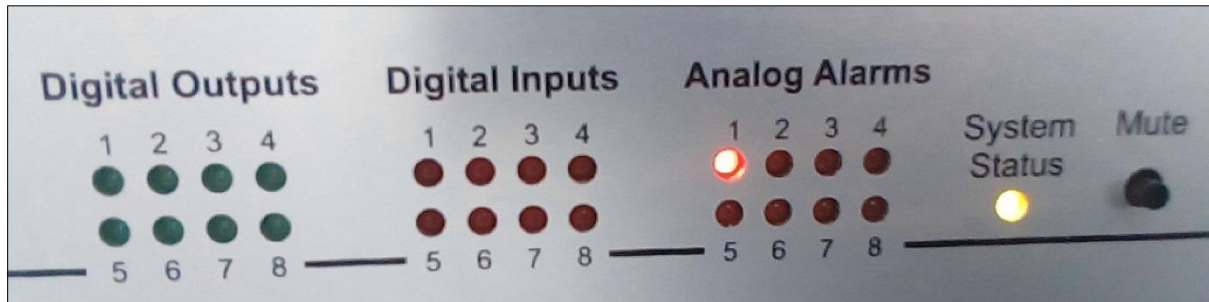 Digital Outputs
1 2 3 4
5 6 7 8
Digital Inputs
1 2 3 4
5 6 7 8
Analog Alarms
1 2 3 4
5 6 7 8
System
Status
Mute